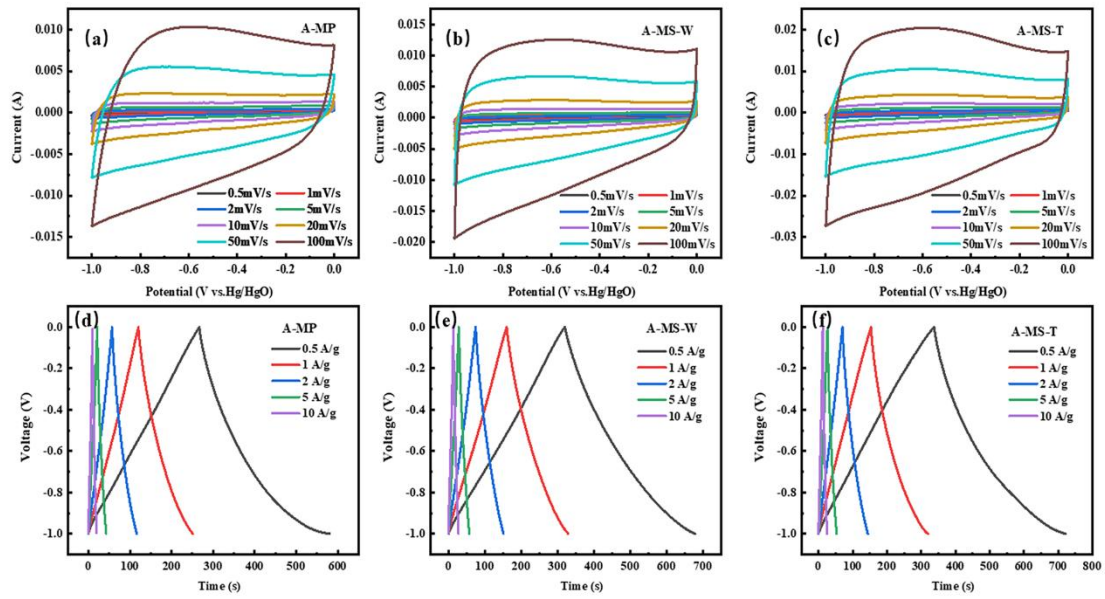 (a)
A-MP
0.010
0.005
0.000
-0.005
-0.010
-0.015
Current (A)
0.5mV/s 1mV/s
2mV/s 5mV/s
10mV/s 20mV/s
50mV/s 100mV/s
-1.0 -0.8 -0.6 -0.4 -0.2 0.0
Potential (V vs.Hg/HgO)
(b)
A-MS-W
0.015
0.010
0.005
0.000
-0.005
-0.010
-0.015
-0.020
Current (A)
0.5mV/s 1mV/s
2mV/s 5mV/s
10mV/s 20mV/s
50mV/s 100mV/s
-1.0 -0.8 -0.6 -0.4 -0.2 0.0
Potential (V vs.Hg/HgO)
(c)
A-MS-T
0.02
0.01
0.00
-0.01
-0.02
-0.03
Current (A)
0.5mV/s 1mV/s
2mV/s 5mV/s
10mV/s 20mV/s
50mV/s 100mV/s
-1.0 -0.8 -0.6 -0.4 -0.2 0.0
Potential (V vs.Hg/HgO)
(d)
A-MP
0.0
-0.2
-0.4
-0.6
-0.8
-1.0
Voltage (V)
0.5 A/g
1 A/g
2 A/g
5 A/g
10 A/g
0 100 200 300 400 500 600
Time (s)
(e)
A-MS-W
0.0
-0.2
-0.4
-0.6
-0.8
-1.0
Voltage (V)
0.5 A/g
1 A/g
2 A/g
5 A/g
10 A/g
0 100 200 300 400 500 600 700
Time (s)
(f)
A-MS-T
0.0
-0.2
-0.4
-0.6
-0.8
-1.0
Voltage (V)
0.5 A/g
1 A/g
2 A/g
5 A/g
10 A/g
0 100 200 300 400 500 600 700 800
Time (s)